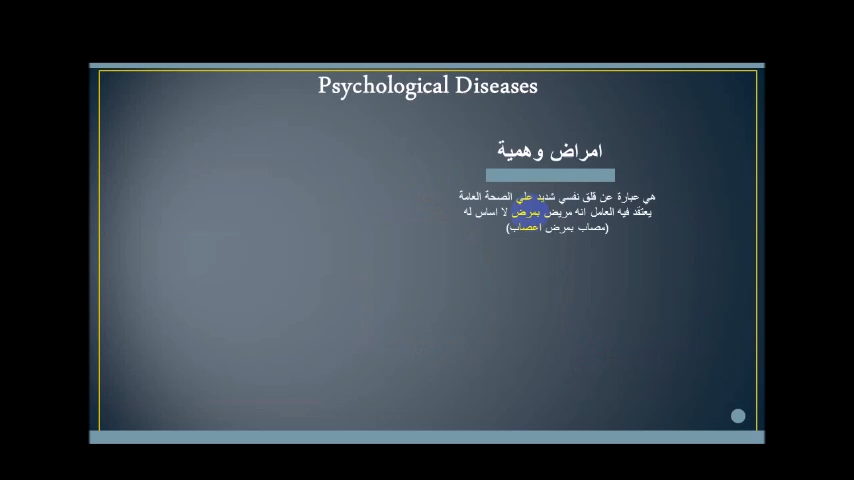 Psychological Diseases
امراض وهمية
هي عبارة عن قلق نفسي شديد علي الصحة العامة
يعتقد فيه العامل انه مريض بمرض لا اساس له
(مصاب بمرض اعصاب)